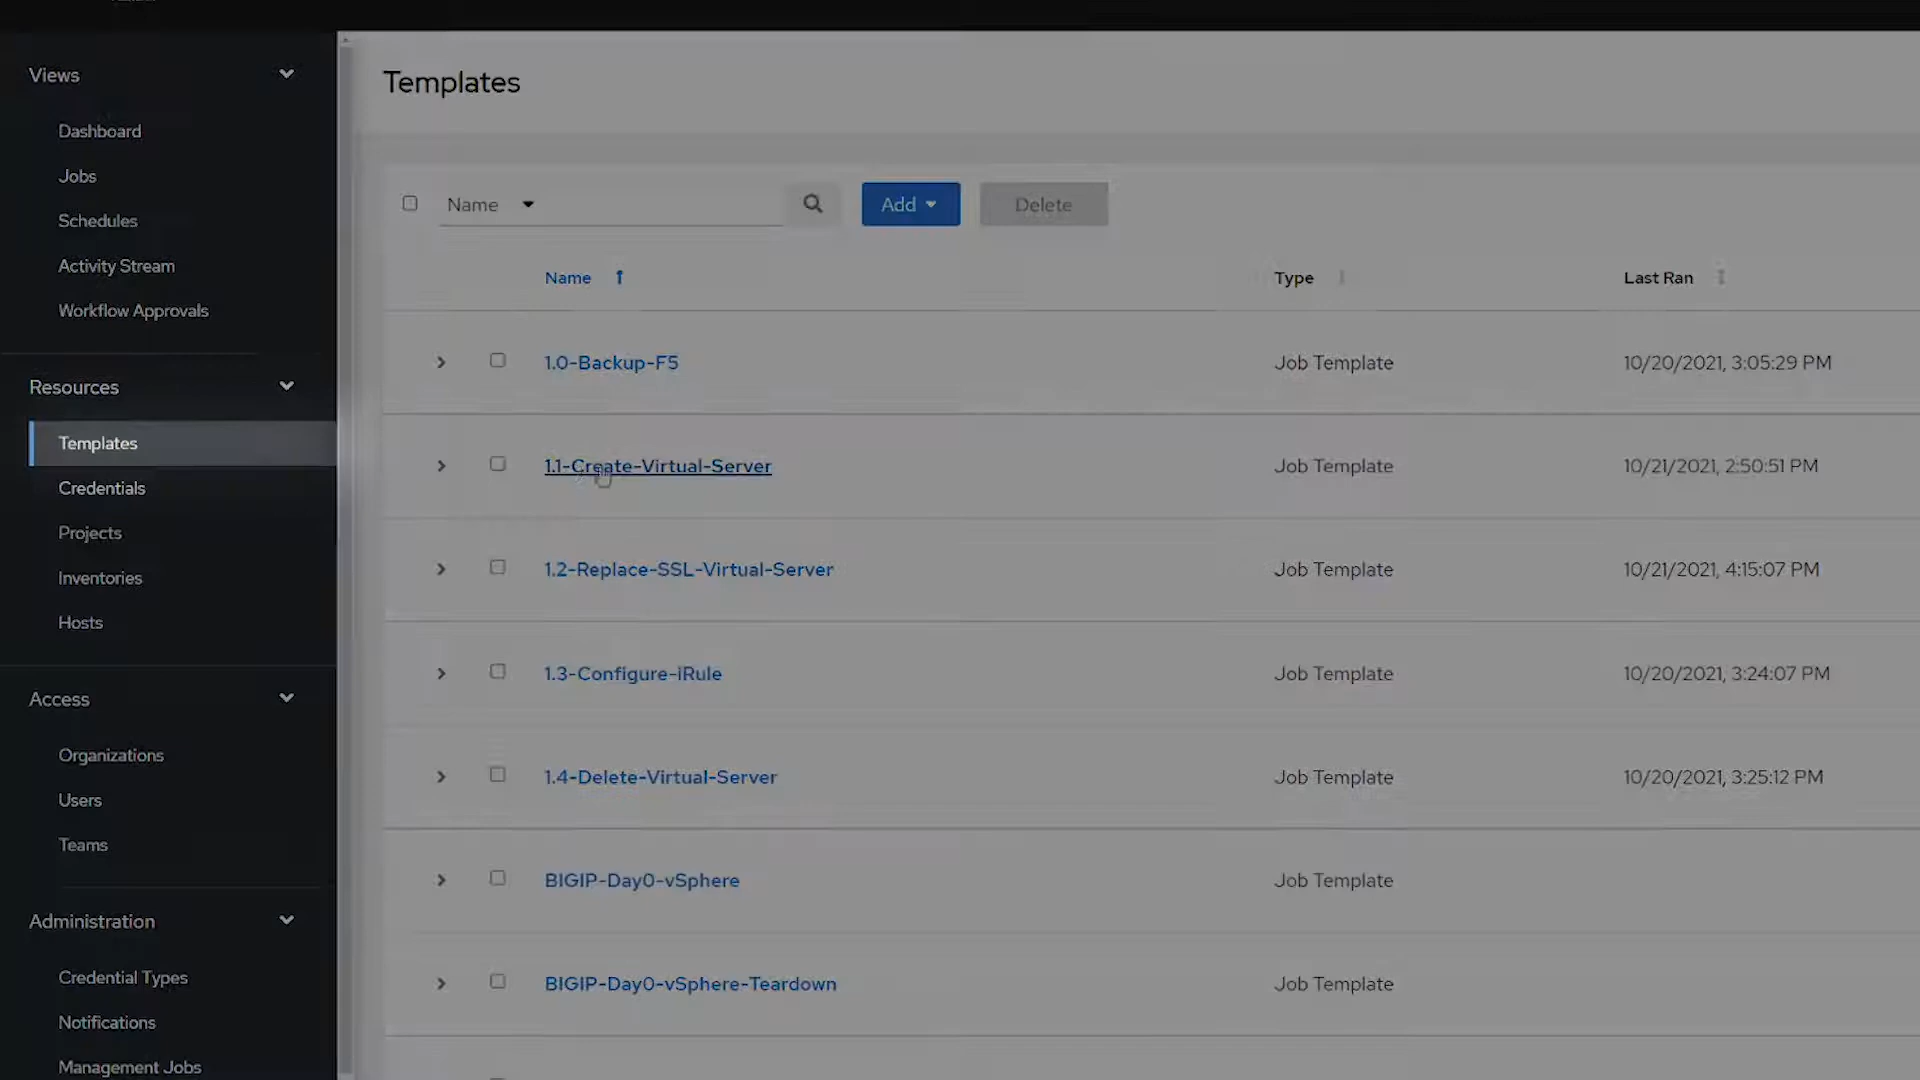 Views
Dashboard
Jobs
Schedules
Activity Stream
Workflow Approvals
Resources
Templates
Credentials
Projects
Inventories
Hosts
Access
Organizations
Users
Teams
Administration
Credential Types
Notifications
Management Jobs
Templates
Name Add Delete
Name Type Last Ran
1.0-Backup-F5 Job Template 10/20/2021, 3:05:29 PM
1.1-Create-Virtual-Server Job Template 10/21/2021, 2:50:51 PM
1.2-Replace-SSL-Virtual-Server Job Template 10/21/2021, 4:15:07 PM
1.3-Configure-iRule Job Template 10/20/2021, 3:24:07 PM
1.4-Delete-Virtual-Server Job Template 10/20/2021, 3:25:12 PM
BIGIP-Day0-vSphere Job Template
BIGIP-Day0-vSphere-Teardown Job Template